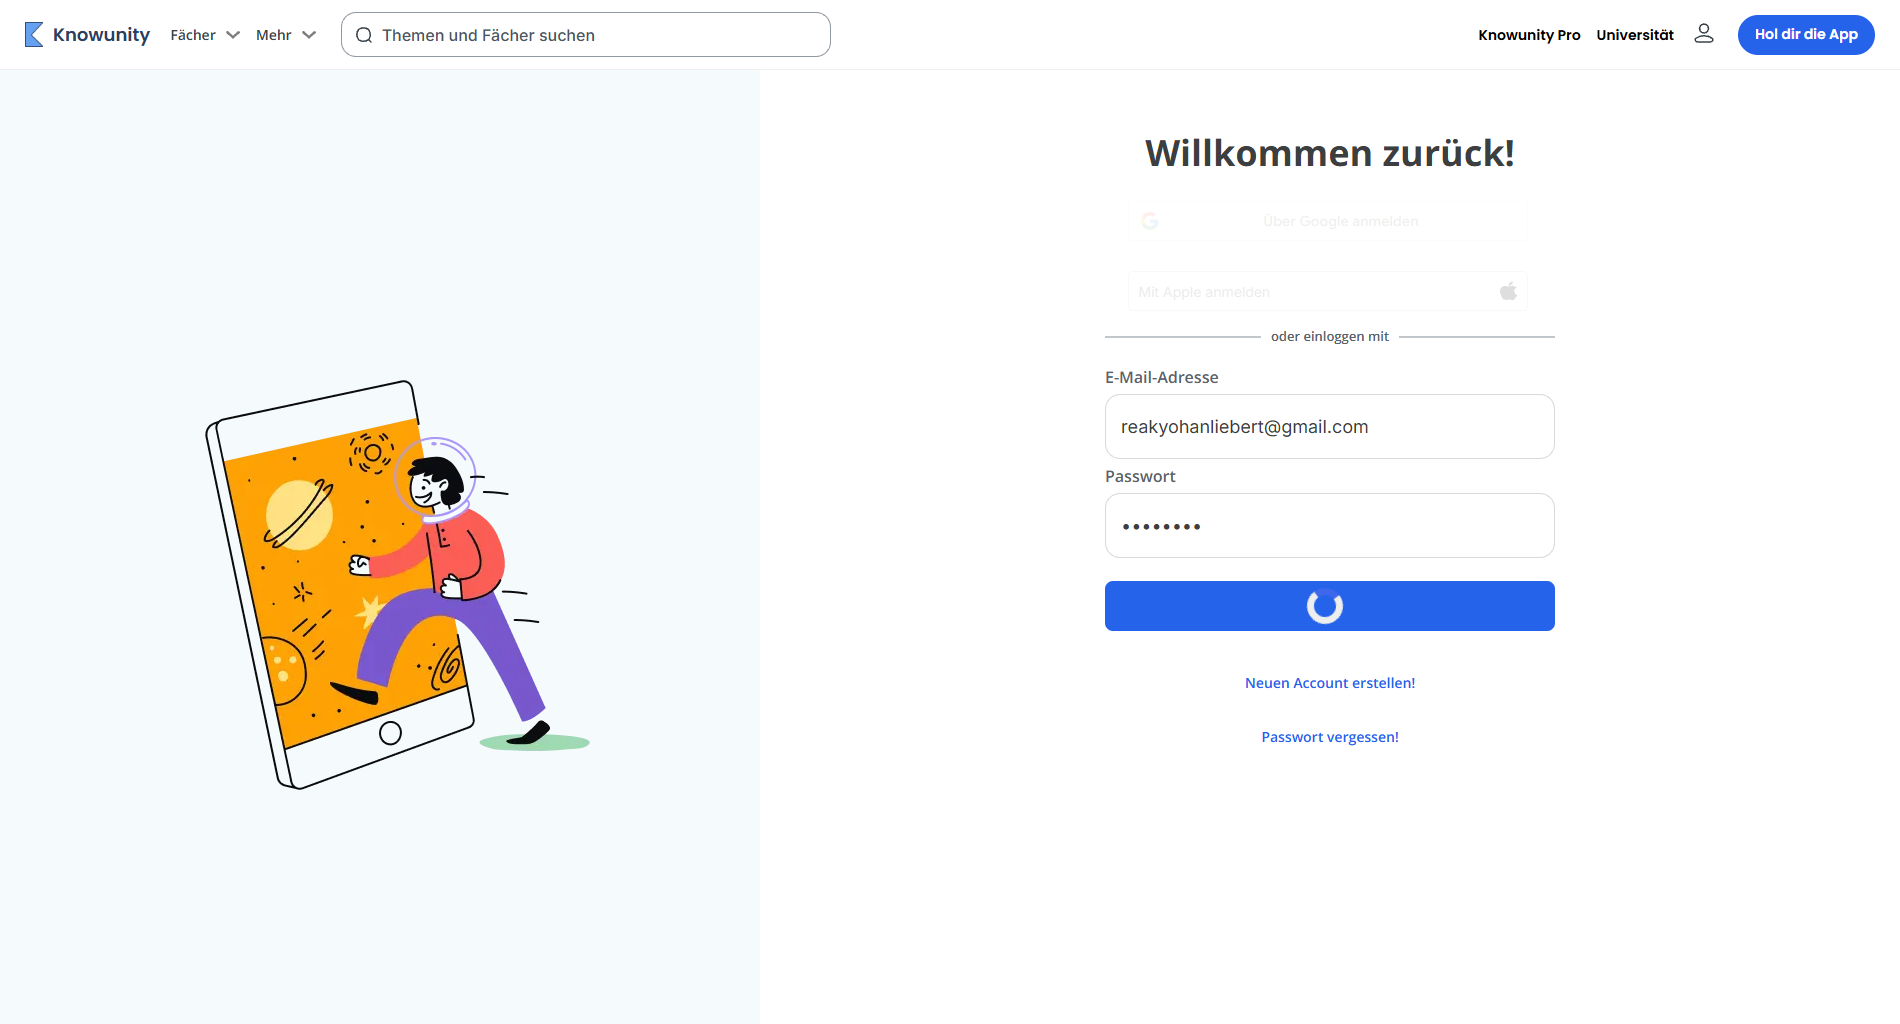 Knowunity
Fächer
Mehr
Themen und Fächer suchen
Knowunity Pro
Universität
Hol dir die App
Willkommen zurück!
Über Google anmelden
Mit Apple anmelden
oder einloggen mit
E-Mail-Adresse
reakyohanliebert@gmail.com
Passwort
••••••••
Neuen Account erstellen!
Passwort vergessen!